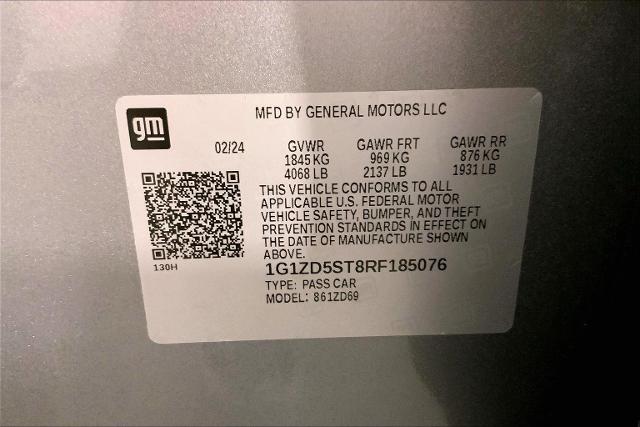 gm
MFD BY GENERAL MOTORS LLC
02/24 GVWR GAWR FRT GAWR RR
1845 KG 969 KG 876 KG
4068 LB 2137 LB 1931 LB
THIS VEHICLE CONFORMS TO ALL
APPLICABLE U.S. FEDERAL MOTOR
VEHICLE SAFETY, BUMPER, AND THEFT
PREVENTION STANDARDS IN EFFECT ON
THE DATE OF MANUFACTURE SHOWN
ABOVE.
130H
1G1ZD5ST8RF185076
TYPE: PASS CAR
MODEL: 861ZD69